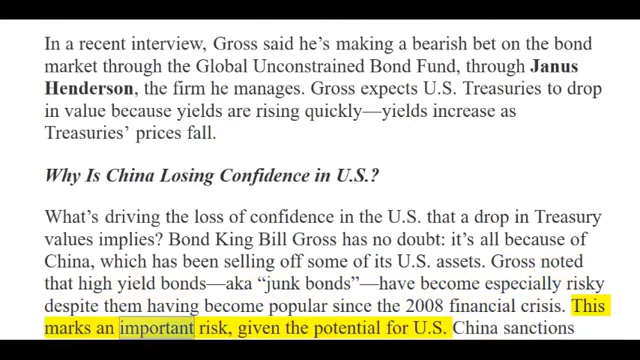 In a recent interview, Gross said he's making a bearish bet on the bond
market through the Global Unconstrained Bond Fund, through Janus
Henderson, the firm he manages. Gross expects U.S. Treasuries to drop
in value because yields are rising quickly—yields increase as
Treasuries' prices fall.
Why Is China Losing Confidence in U.S.?
What's driving the loss of confidence in the U.S. that a drop in Treasury
values implies? Bond King Bill Gross has no doubt: it's all because of
China, which has been selling off some of its U.S. assets. Gross noted
that high yield bonds—aka “junk bonds”—have become especially risky
despite them having become popular since the 2008 financial crisis. This
marks an important risk, given the potential for U.S. China sanctions